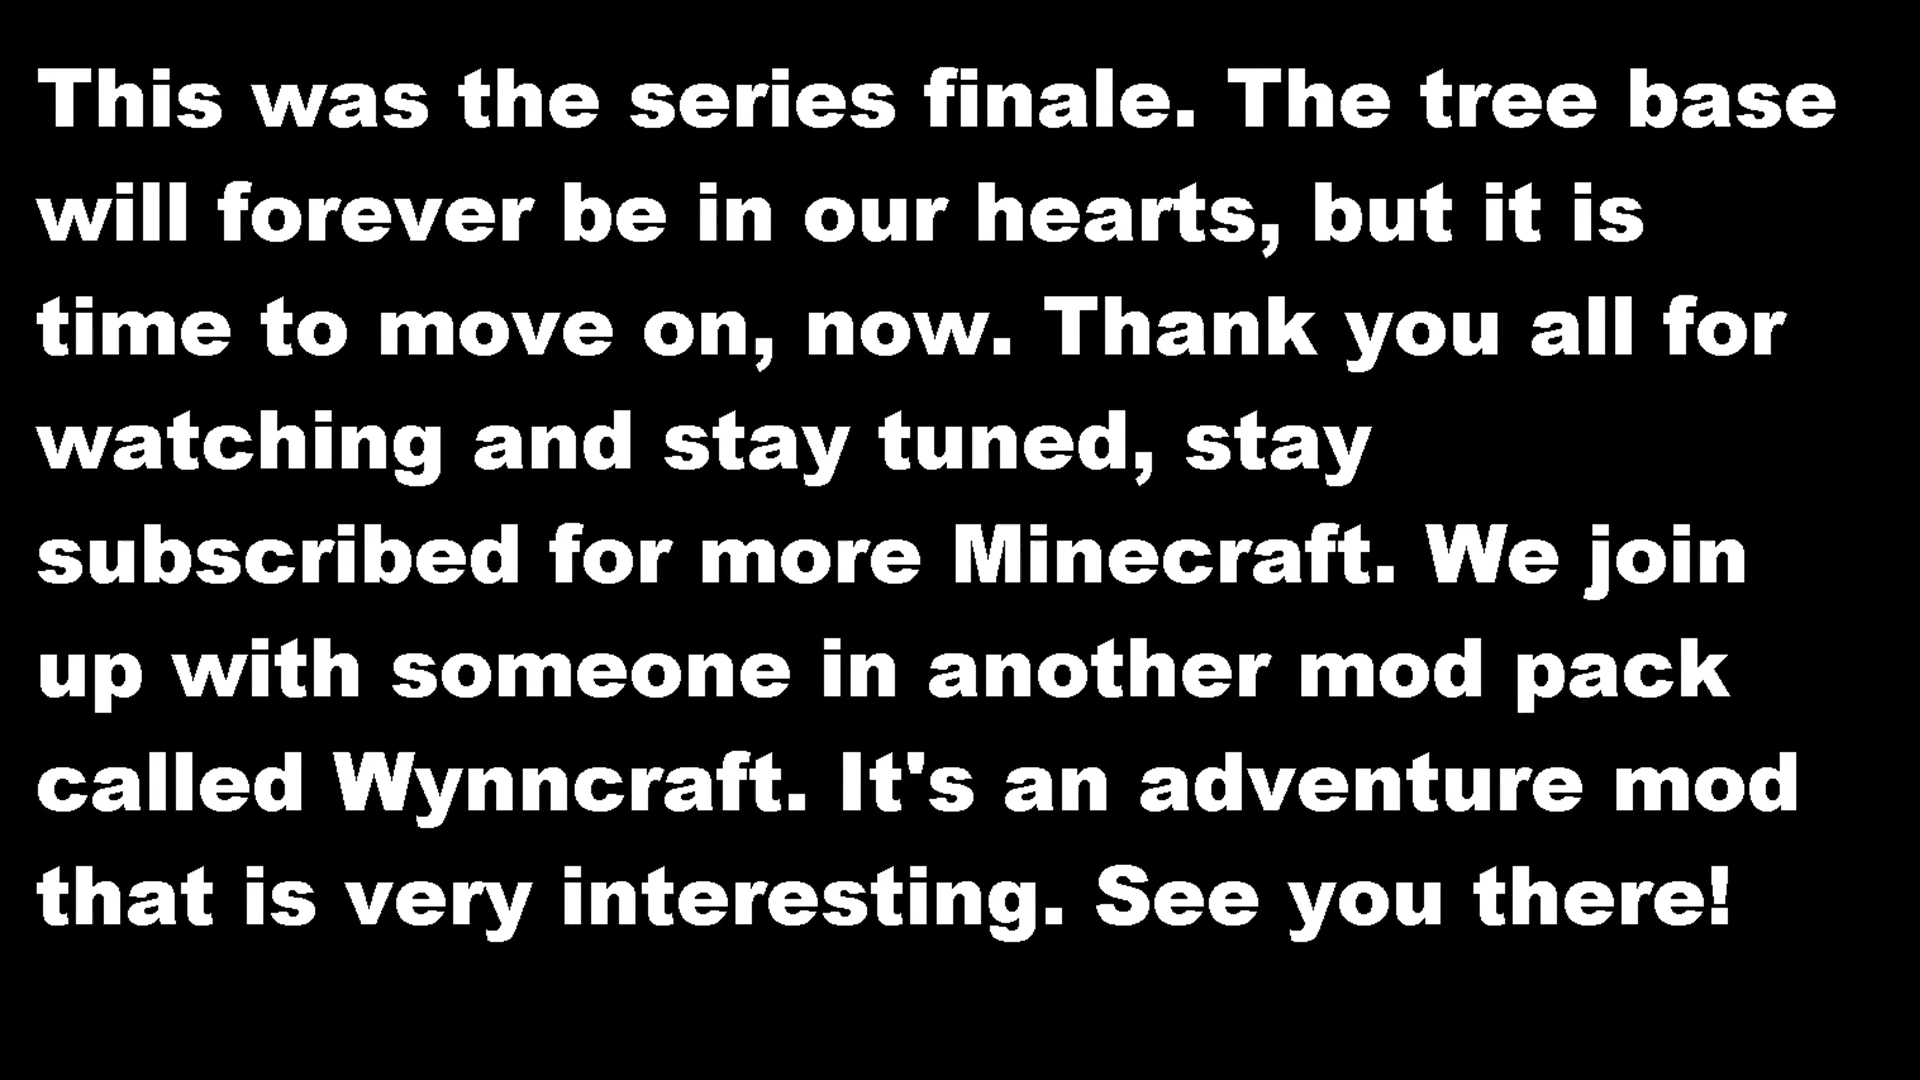 This was the series finale. The tree base
will forever be in our hearts, but it is
time to move on, now. Thank you all for
watching and stay tuned, stay
subscribed for more Minecraft. We join
up with someone in another mod pack
called Wynncraft. It's an adventure mod
that is very interesting. See you there!